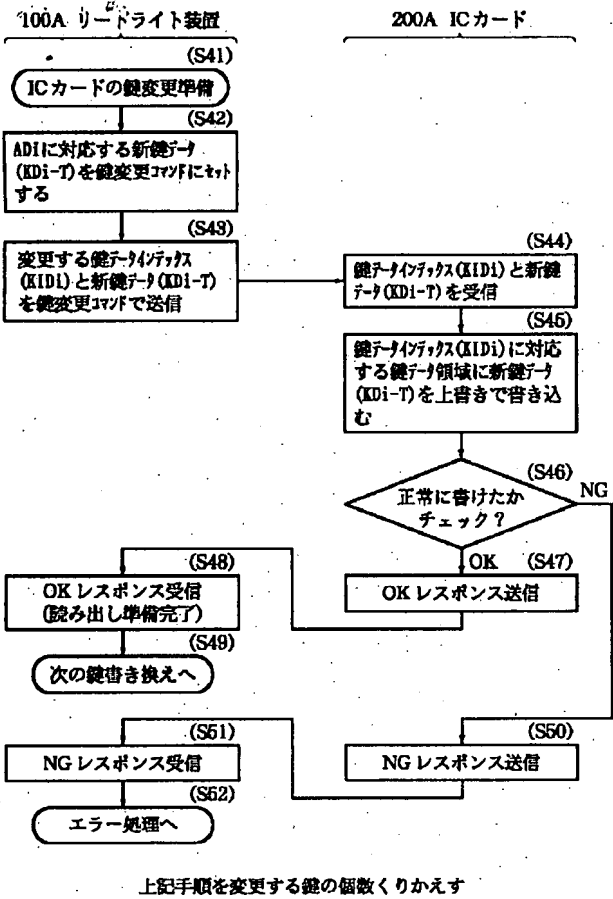 100A リードライト装置
200A ICカード
(S41)
ICカードの鍵変更準備
(S42)
ADiに対応する新鍵データ
(KDi-T)を鍵変更コマンドにセット
する
(S43)
変更する鍵データインデックス
(KIDi)と新鍵データ(KDi-T)
を鍵変更コマンドで送信
(S44)
鍵データインデックス(KIDi)と新鍵
データ(KDi-T)を受信
(S45)
鍵データインデックス(KIDi)に対応
する鍵データ領域に新鍵データ
(KDi-T)を上書きで書き込
む
(S46)
正常に書けたか
チェック?
NG
OK
(S47)
OKレスポンス送信
(S48)
OKレスポンス受信
(読み出し準備完了)
(S49)
次の鍵書き換えへ
(S50)
NGレスポンス送信
(S51)
NGレスポンス受信
(S52)
エラー処理へ
上記手順を変更する鍵の個数くりかえす